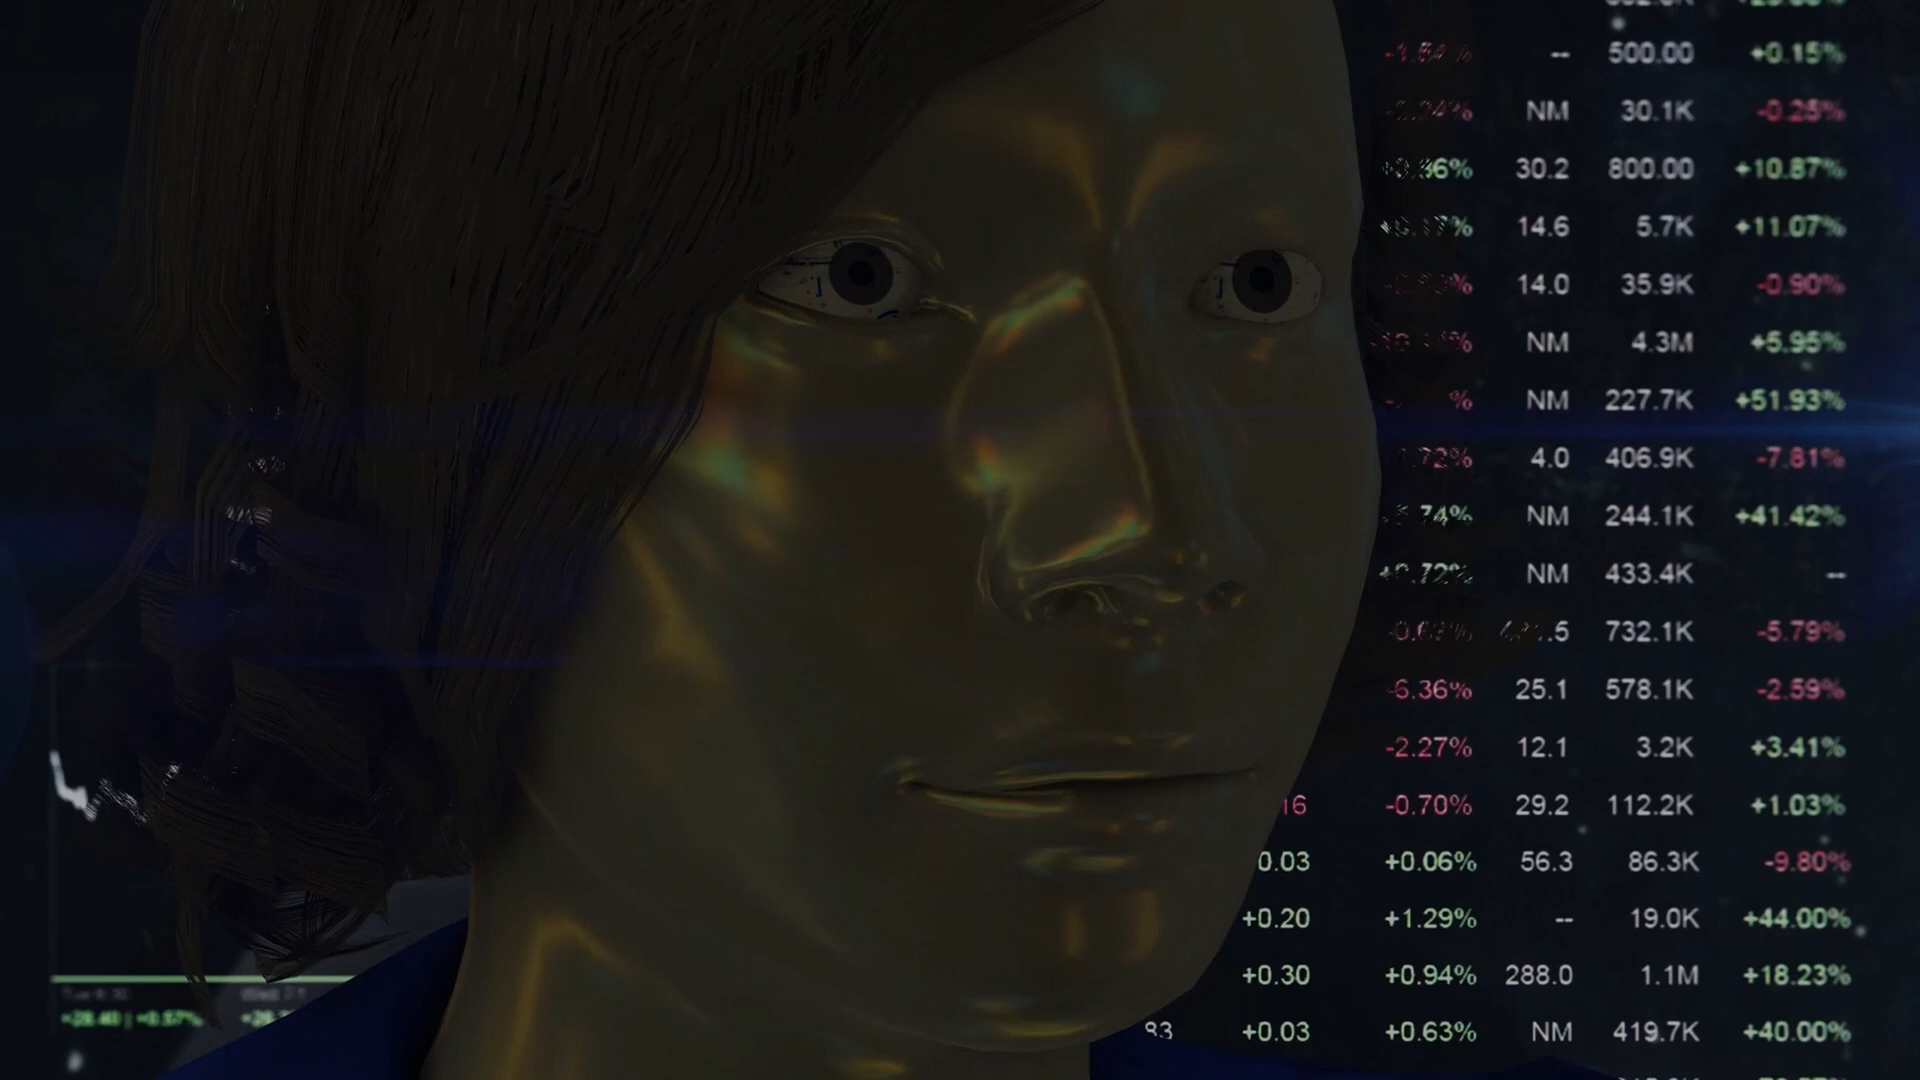 -- 500.00 +0.15%
NM 30.1K -0.25%
30.2 800.00 +10.87%
14.6 5.7K +11.07%
14.0 35.9K -0.90%
NM 4.3M +5.95%
NM 227.7K +51.93%
4.0 406.9K -7.81%
NM 244.1K +41.42%
NM 433.4K --
732.1K -5.79%
-6.36% 25.1 578.1K -2.59%
-2.27% 12.1 3.2K +3.41%
16 -0.70% 29.2 112.2K +1.03%
0.03 +0.06% 56.3 86.3K -9.80%
+0.20 +1.29% -- 19.0K +44.00%
+0.30 +0.94% 288.0 1.1M +18.23%
+0.03 +0.63% NM 419.7K +40.00%